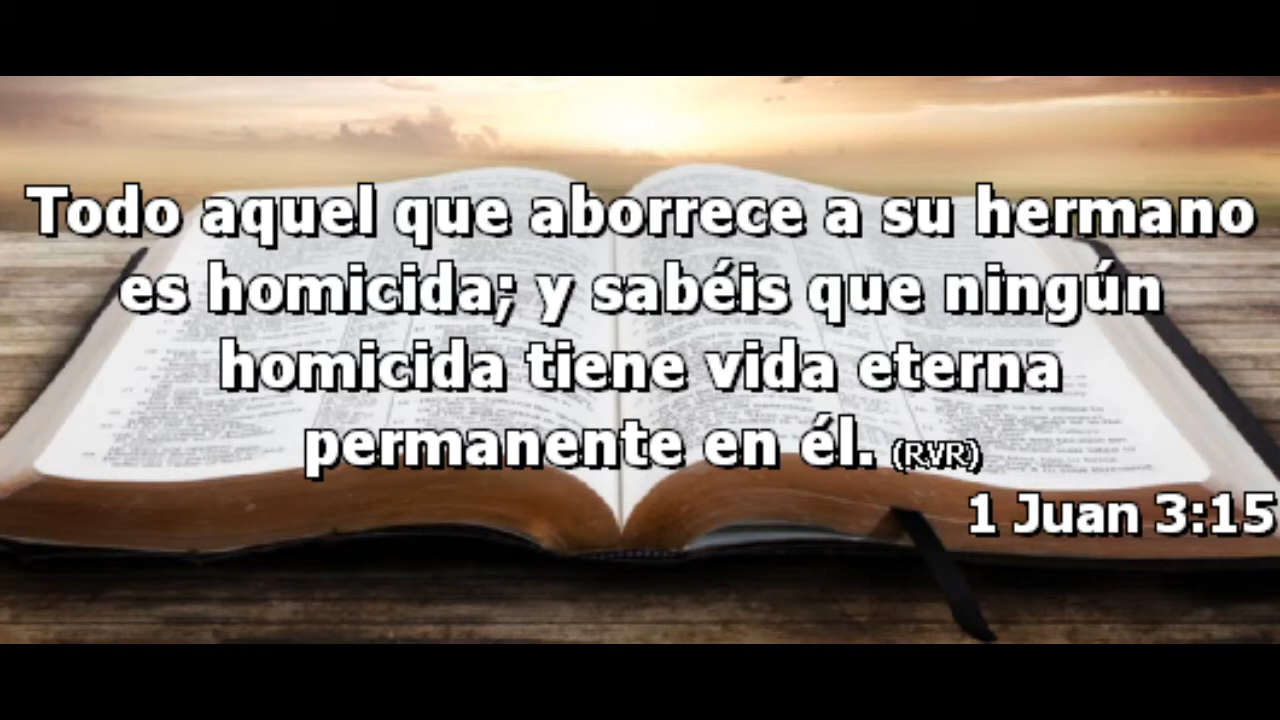 Todo aquel que aborrece a su hermano
es homicida; y sabéis que ningún
homicida tiene vida eterna
permanente en él. (RVR)
1 Juan 3:15